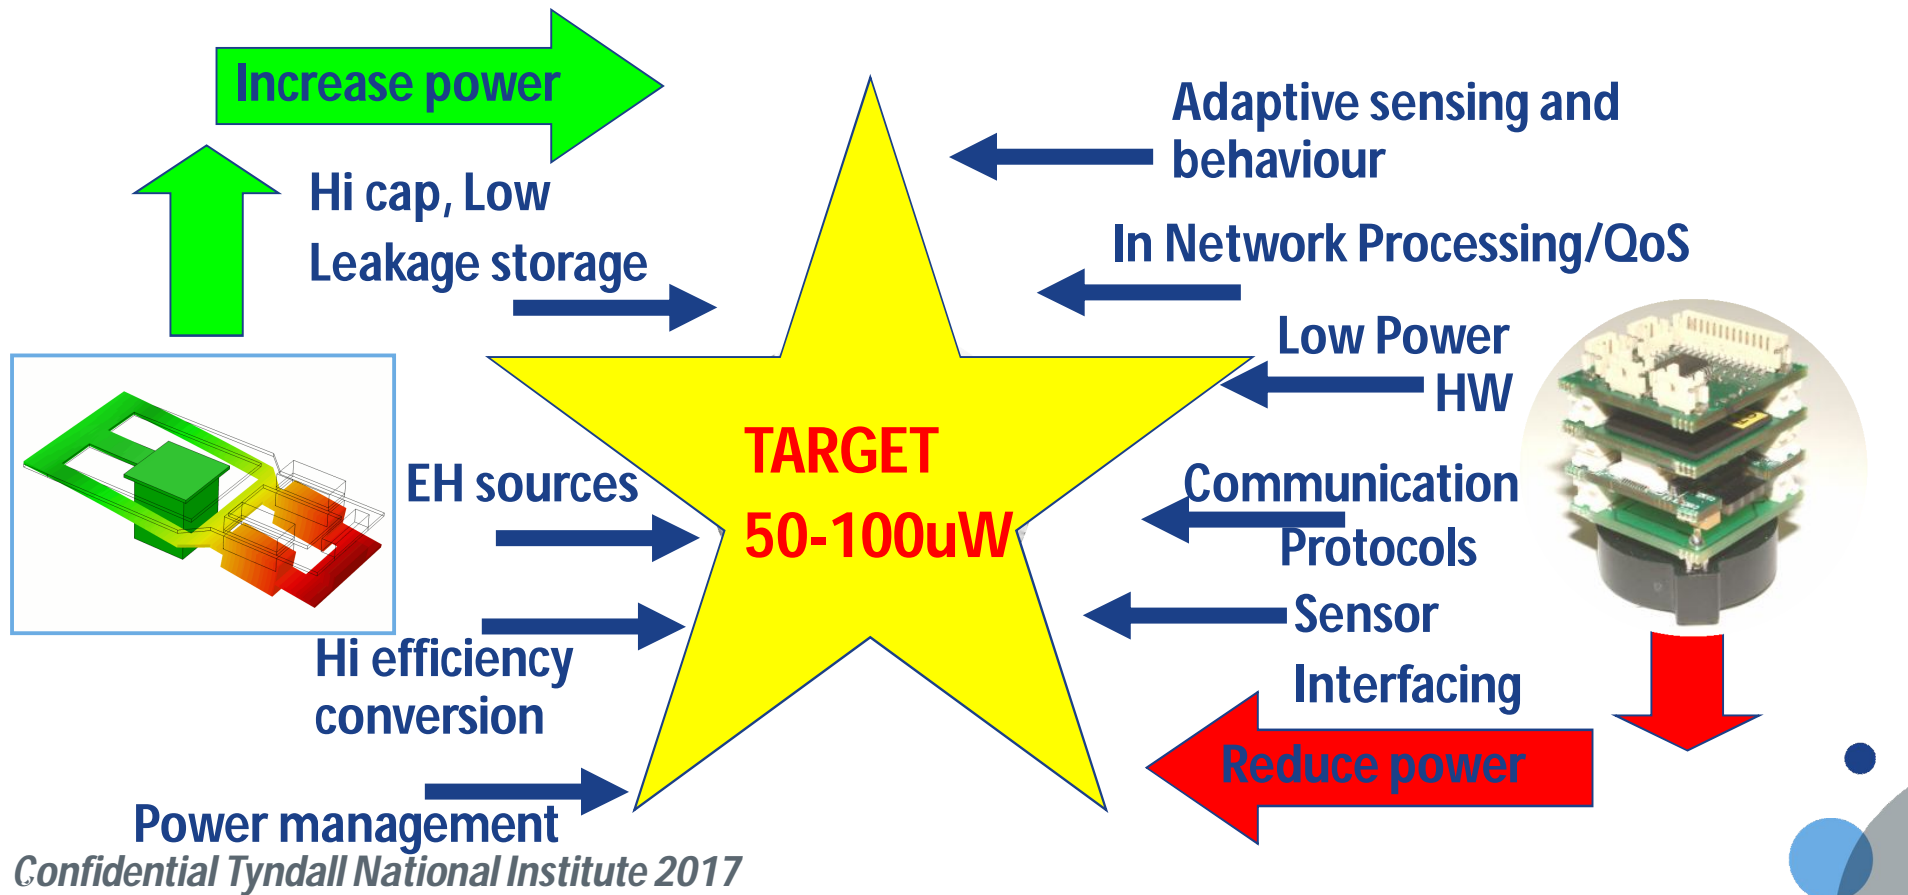 Increase power
Hi cap, Low
Leakage storage
EH sources
Hi efficiency
conversion
Power management
TARGET
50-100uW
Adaptive sensing and
behaviour
In Network Processing/QoS
Low Power
HW
Communication
Protocols
Sensor
Interfacing
Reduce power
Confidential Tyndall National Institute 2017